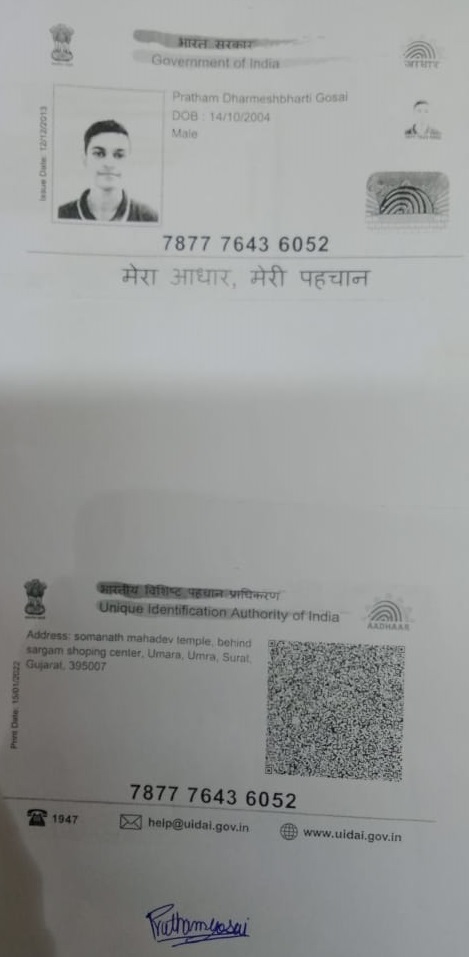 भारत सरकार
Government of India
आधार
Issue Date: 12/12/2013
Pratham Dharmeshbharti Gosai
DOB : 14/10/2004
Male
7877 7643 6052
मेरा आधार, मेरी पहचान
भारतीय विशिष्ट पहचान प्राधिकरण
Unique Identification Authority of India
AADHAAR
Print Date: 15/01/2022
Address: somanath mahadev temple, behind
sargam shoping center, Umara, Umra, Surat,
Gujarat, 395007
7877 7643 6052
1947
help@uidai.gov.in
www.uidai.gov.in
Prathamgosai